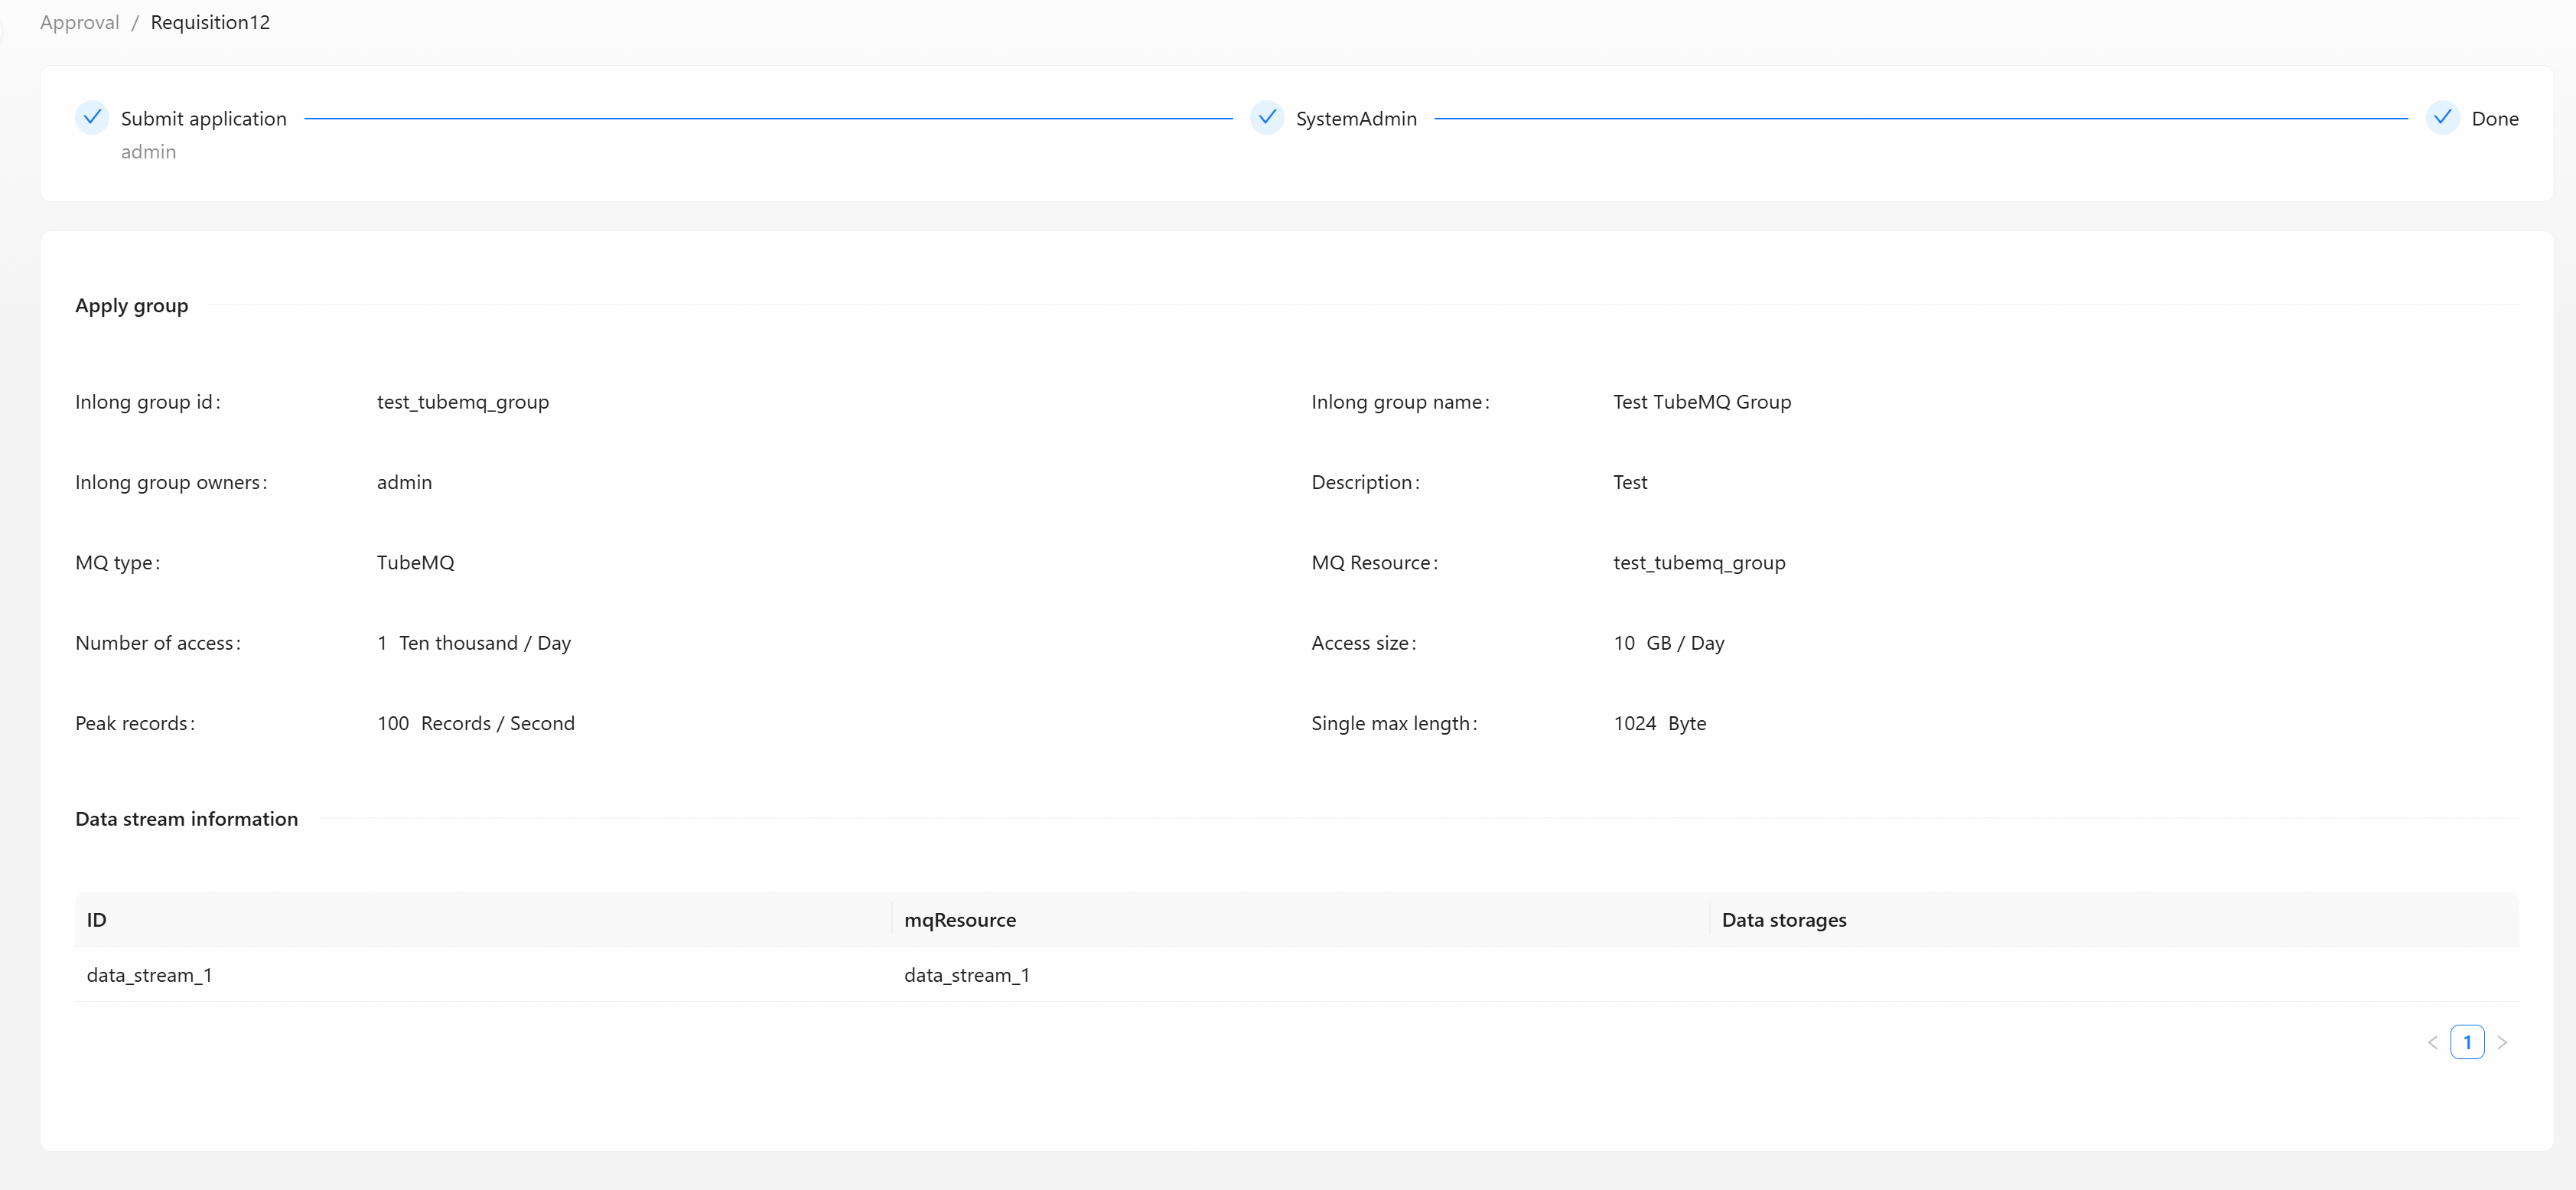 Approval / Requisition12
Submit application
SystemAdmin
Done
admin
Apply group
Inlong group id: test_tubemq_group
Inlong group name: Test TubeMQ Group
Inlong group owners: admin
Description: Test
MQ type: TubeMQ
MQ Resource: test_tubemq_group
Number of access: 1 Ten thousand / Day
Access size: 10 GB / Day
Peak records: 100 Records / Second
Single max length: 1024 Byte
Data stream information
ID mqResource Data storages
data_stream_1 data_stream_1
< 1 >